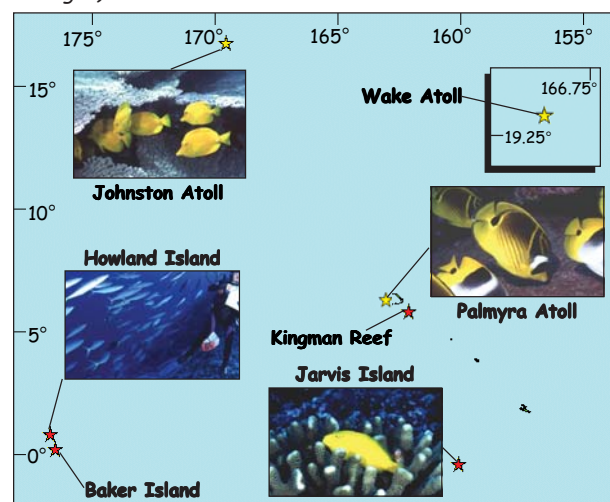 175°
170°
165°
160°
155°
15°
10°
5°
0°
Wake Atoll
166.75°
19.25°
Johnston Atoll
Howland Island
Palmyra Atoll
Kingman Reef
Jarvis Island
Baker Island